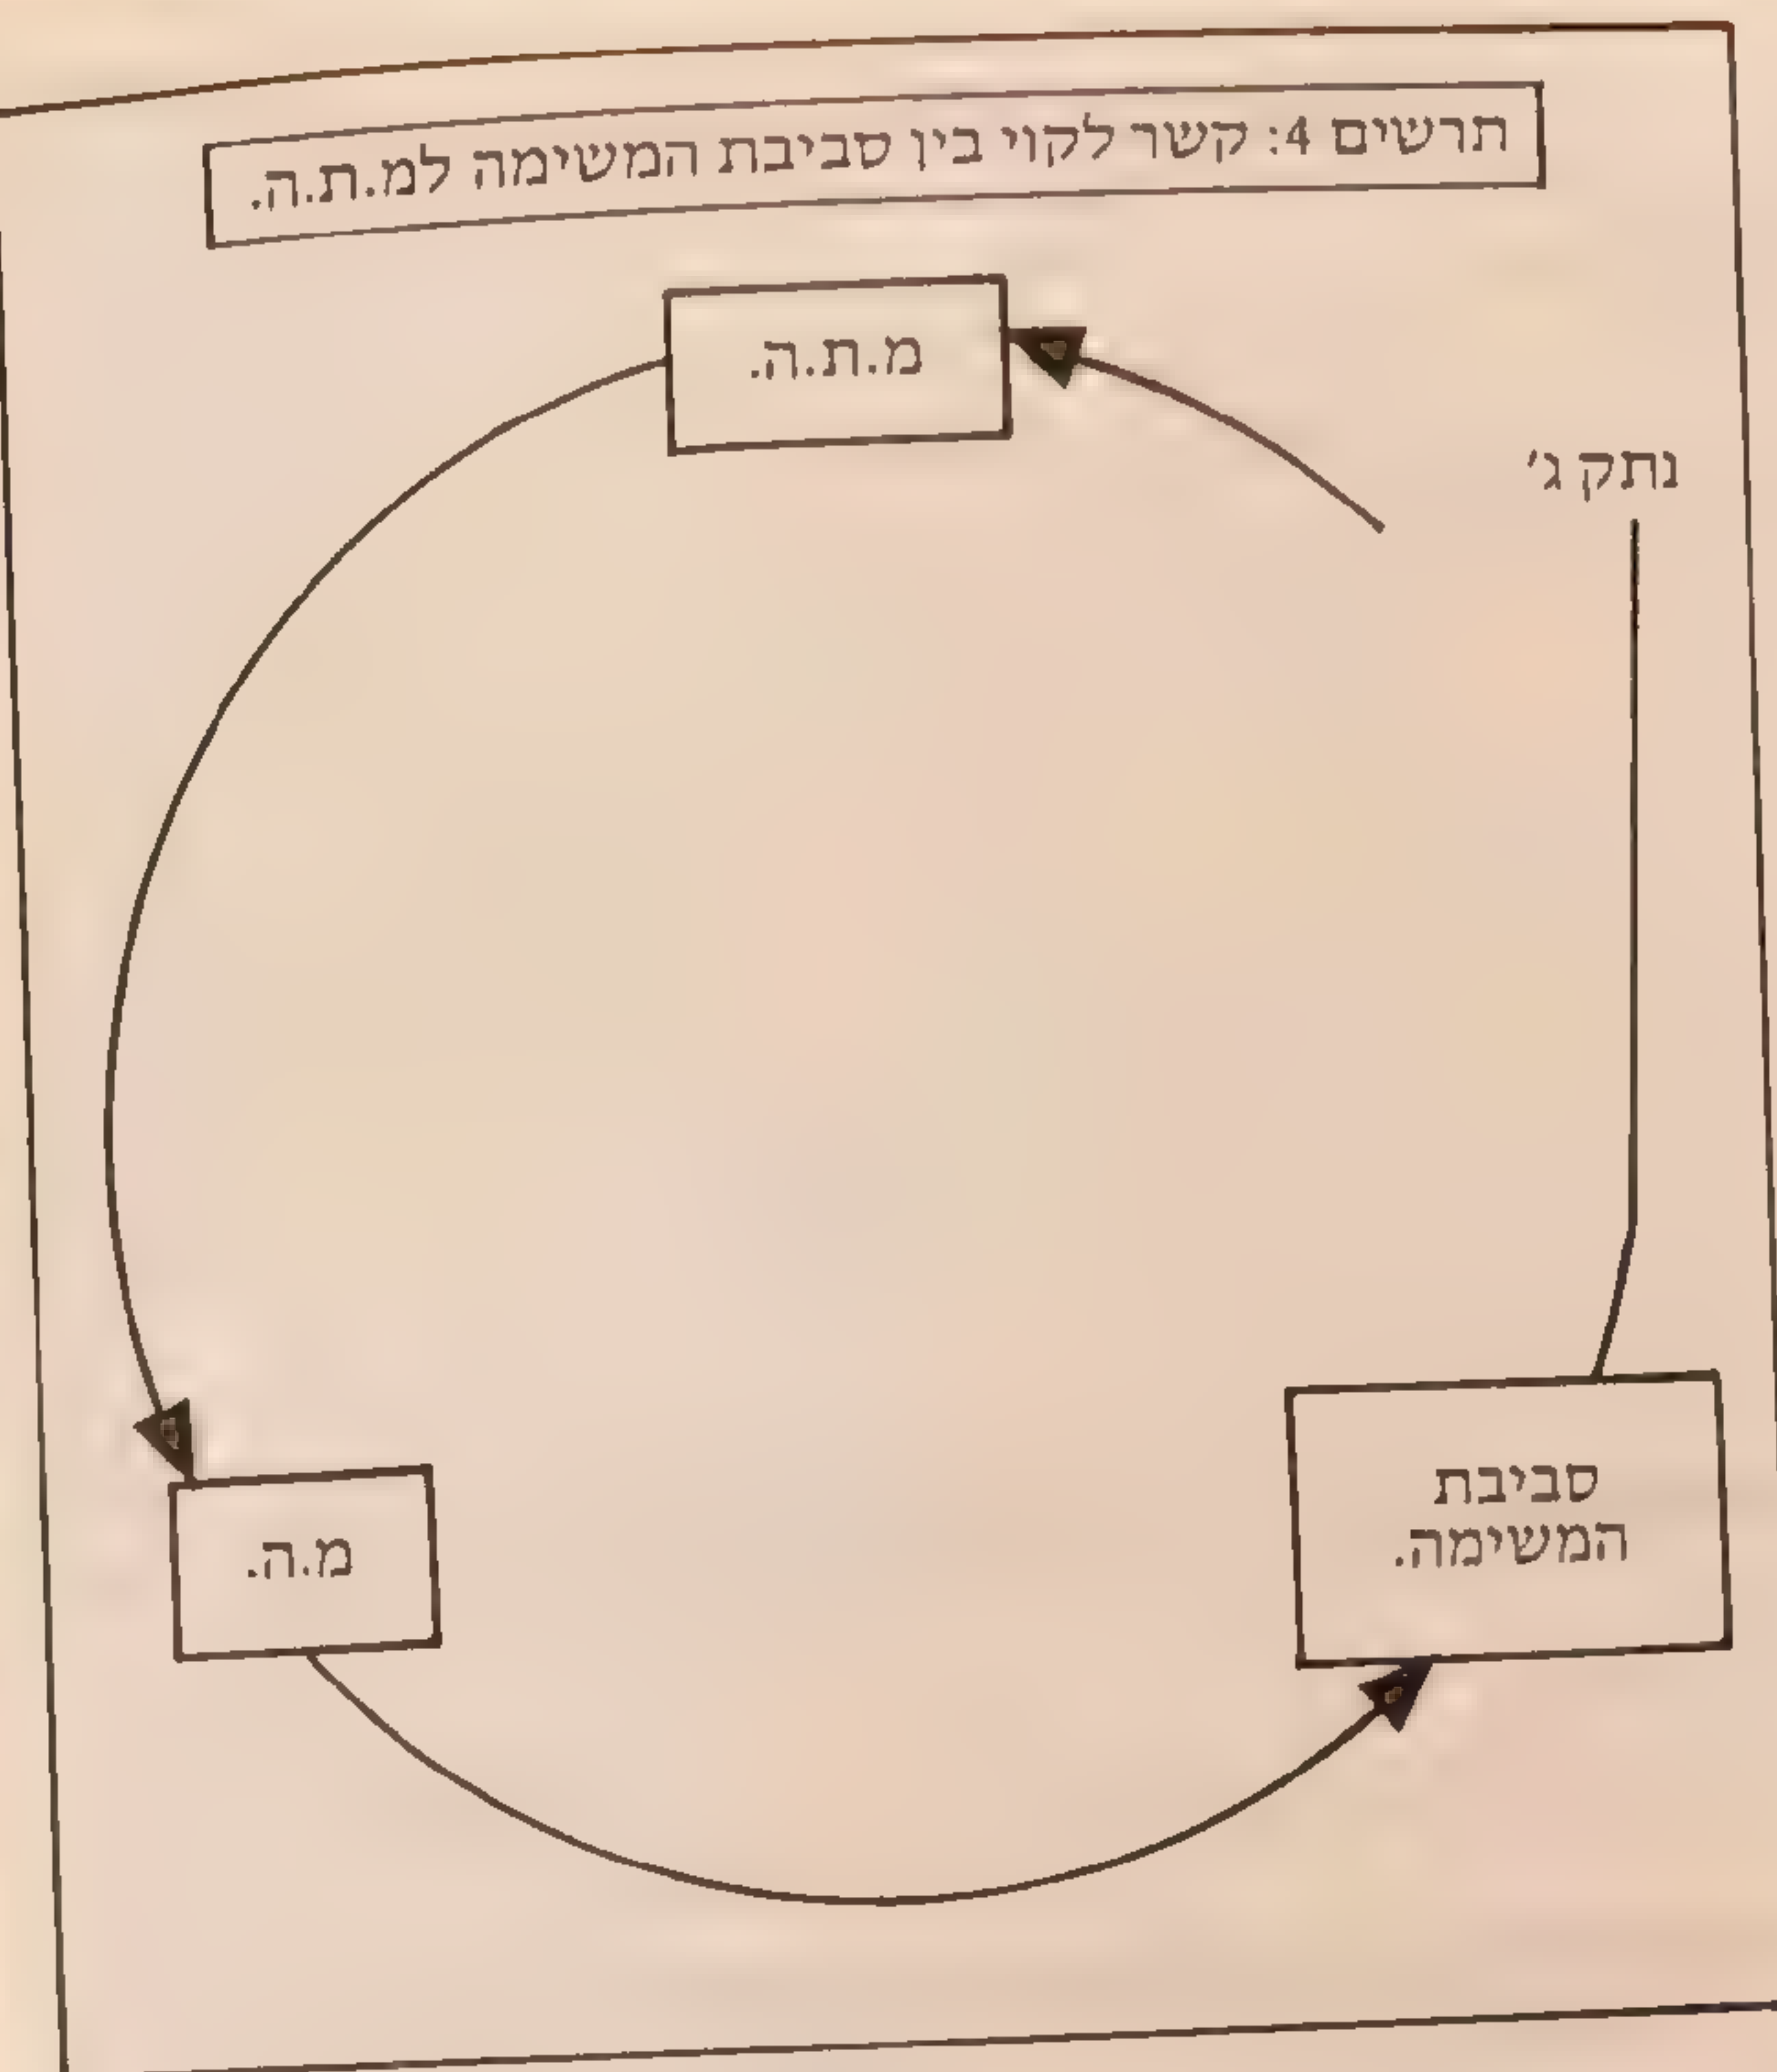 תרשים 4: קשר לקוי בין סביבת המשימה למ.ת.ה.
מ.ת.ה.
נתק ג'
סביבת
המשימה.
מ.ה.